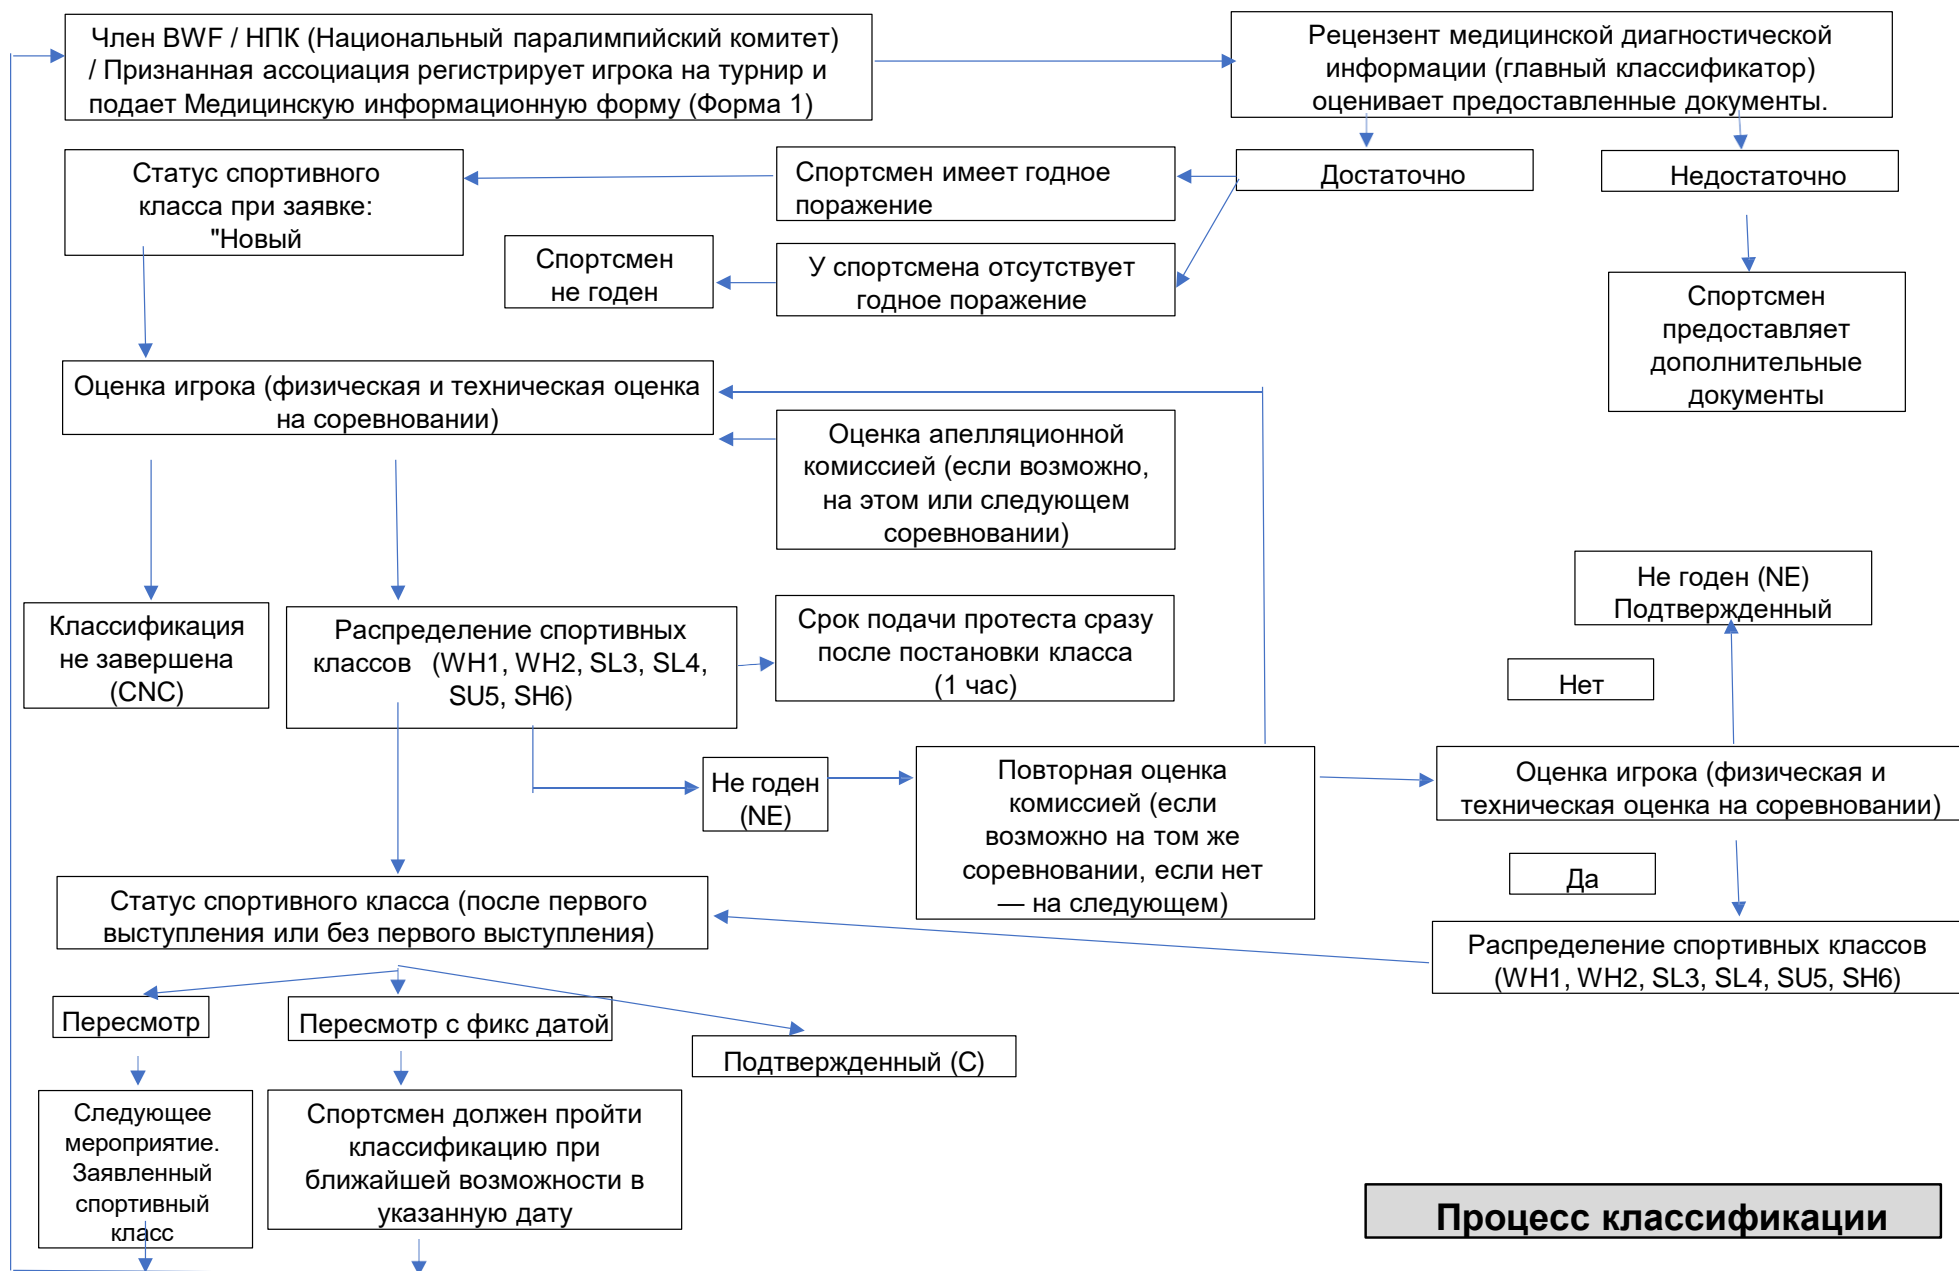 Член BWF / НПК (Национальный паралимпийский комитет)
/ Признанная ассоциация регистрирует игрока на турнир и
подает Медицинскую информационную форму (Форма 1)
Рецензент медицинской диагностической
информации (главный классификатор)
оценивает предоставленные документы.
Статус спортивного
класса при заявке:
"Новый
Спортсмен имеет годное
поражение
Достаточно
Недостаточно
Спортсмен
не годен
У спортсмена отсутствует
годное поражение
Спортсмен
предоставляет
дополнительные
документы
Оценка игрока (физическая и техническая оценка
на соревновании)
Оценка апелляционной
комиссией (если возможно,
на этом или следующем
соревновании)
Не годен (NE)
Подтвержденный
Классификация
не завершена
(CNC)
Распределение спортивных
классов (WH1, WH2, SL3, SL4,
SU5, SH6)
Срок подачи протеста сразу
после постановки класса
(1 час)
Нет
Не годен
(NE)
Повторная оценка
комиссией (если
возможно на том же
соревновании, если нет
— на следующем)
Оценка игрока (физическая и
техническая оценка на соревновании)
Да
Статус спортивного класса (после первого
выступления или без первого выступления)
Распределение спортивных классов
(WH1, WH2, SL3, SL4, SU5, SH6)
Пересмотр
Пересмотр с фикс датой
Подтвержденный (С)
Следующее
мероприятие.
Заявленный
спортивный
класс
Спортсмен должен пройти
классификацию при
ближайшей возможности в
указанную дату
Процесс классификации